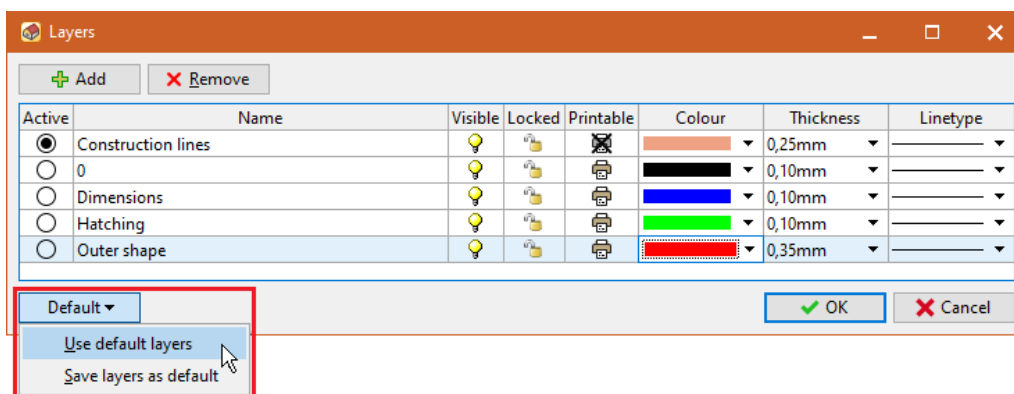 Layers
Add Remove
Active Name Visible Locked Printable Colour Thickness Linetype
Construction lines 0,25mm
0 0,10mm
Dimensions 0,10mm
Hatching 0,10mm
Outer shape 0,35mm
Default OK Cancel
Use default layers
Save layers as default